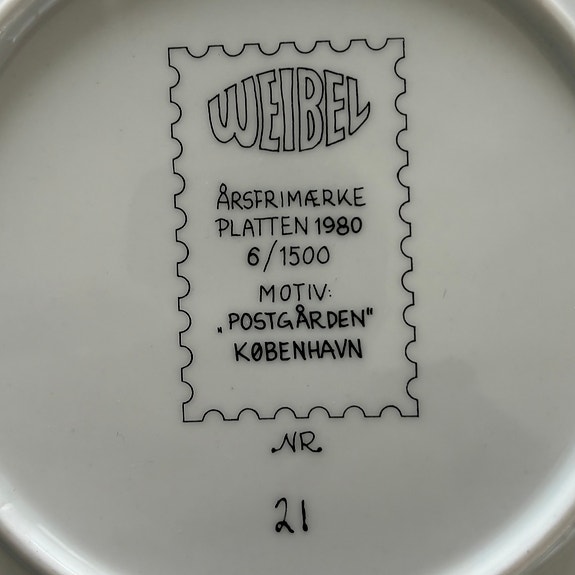 WEIBEL
ÅRSFRIMÆRKE
PLATTEN 1980
6/1500
MOTIV:
„POSTGÅRDEN"
KØBENHAVN
NR.
21